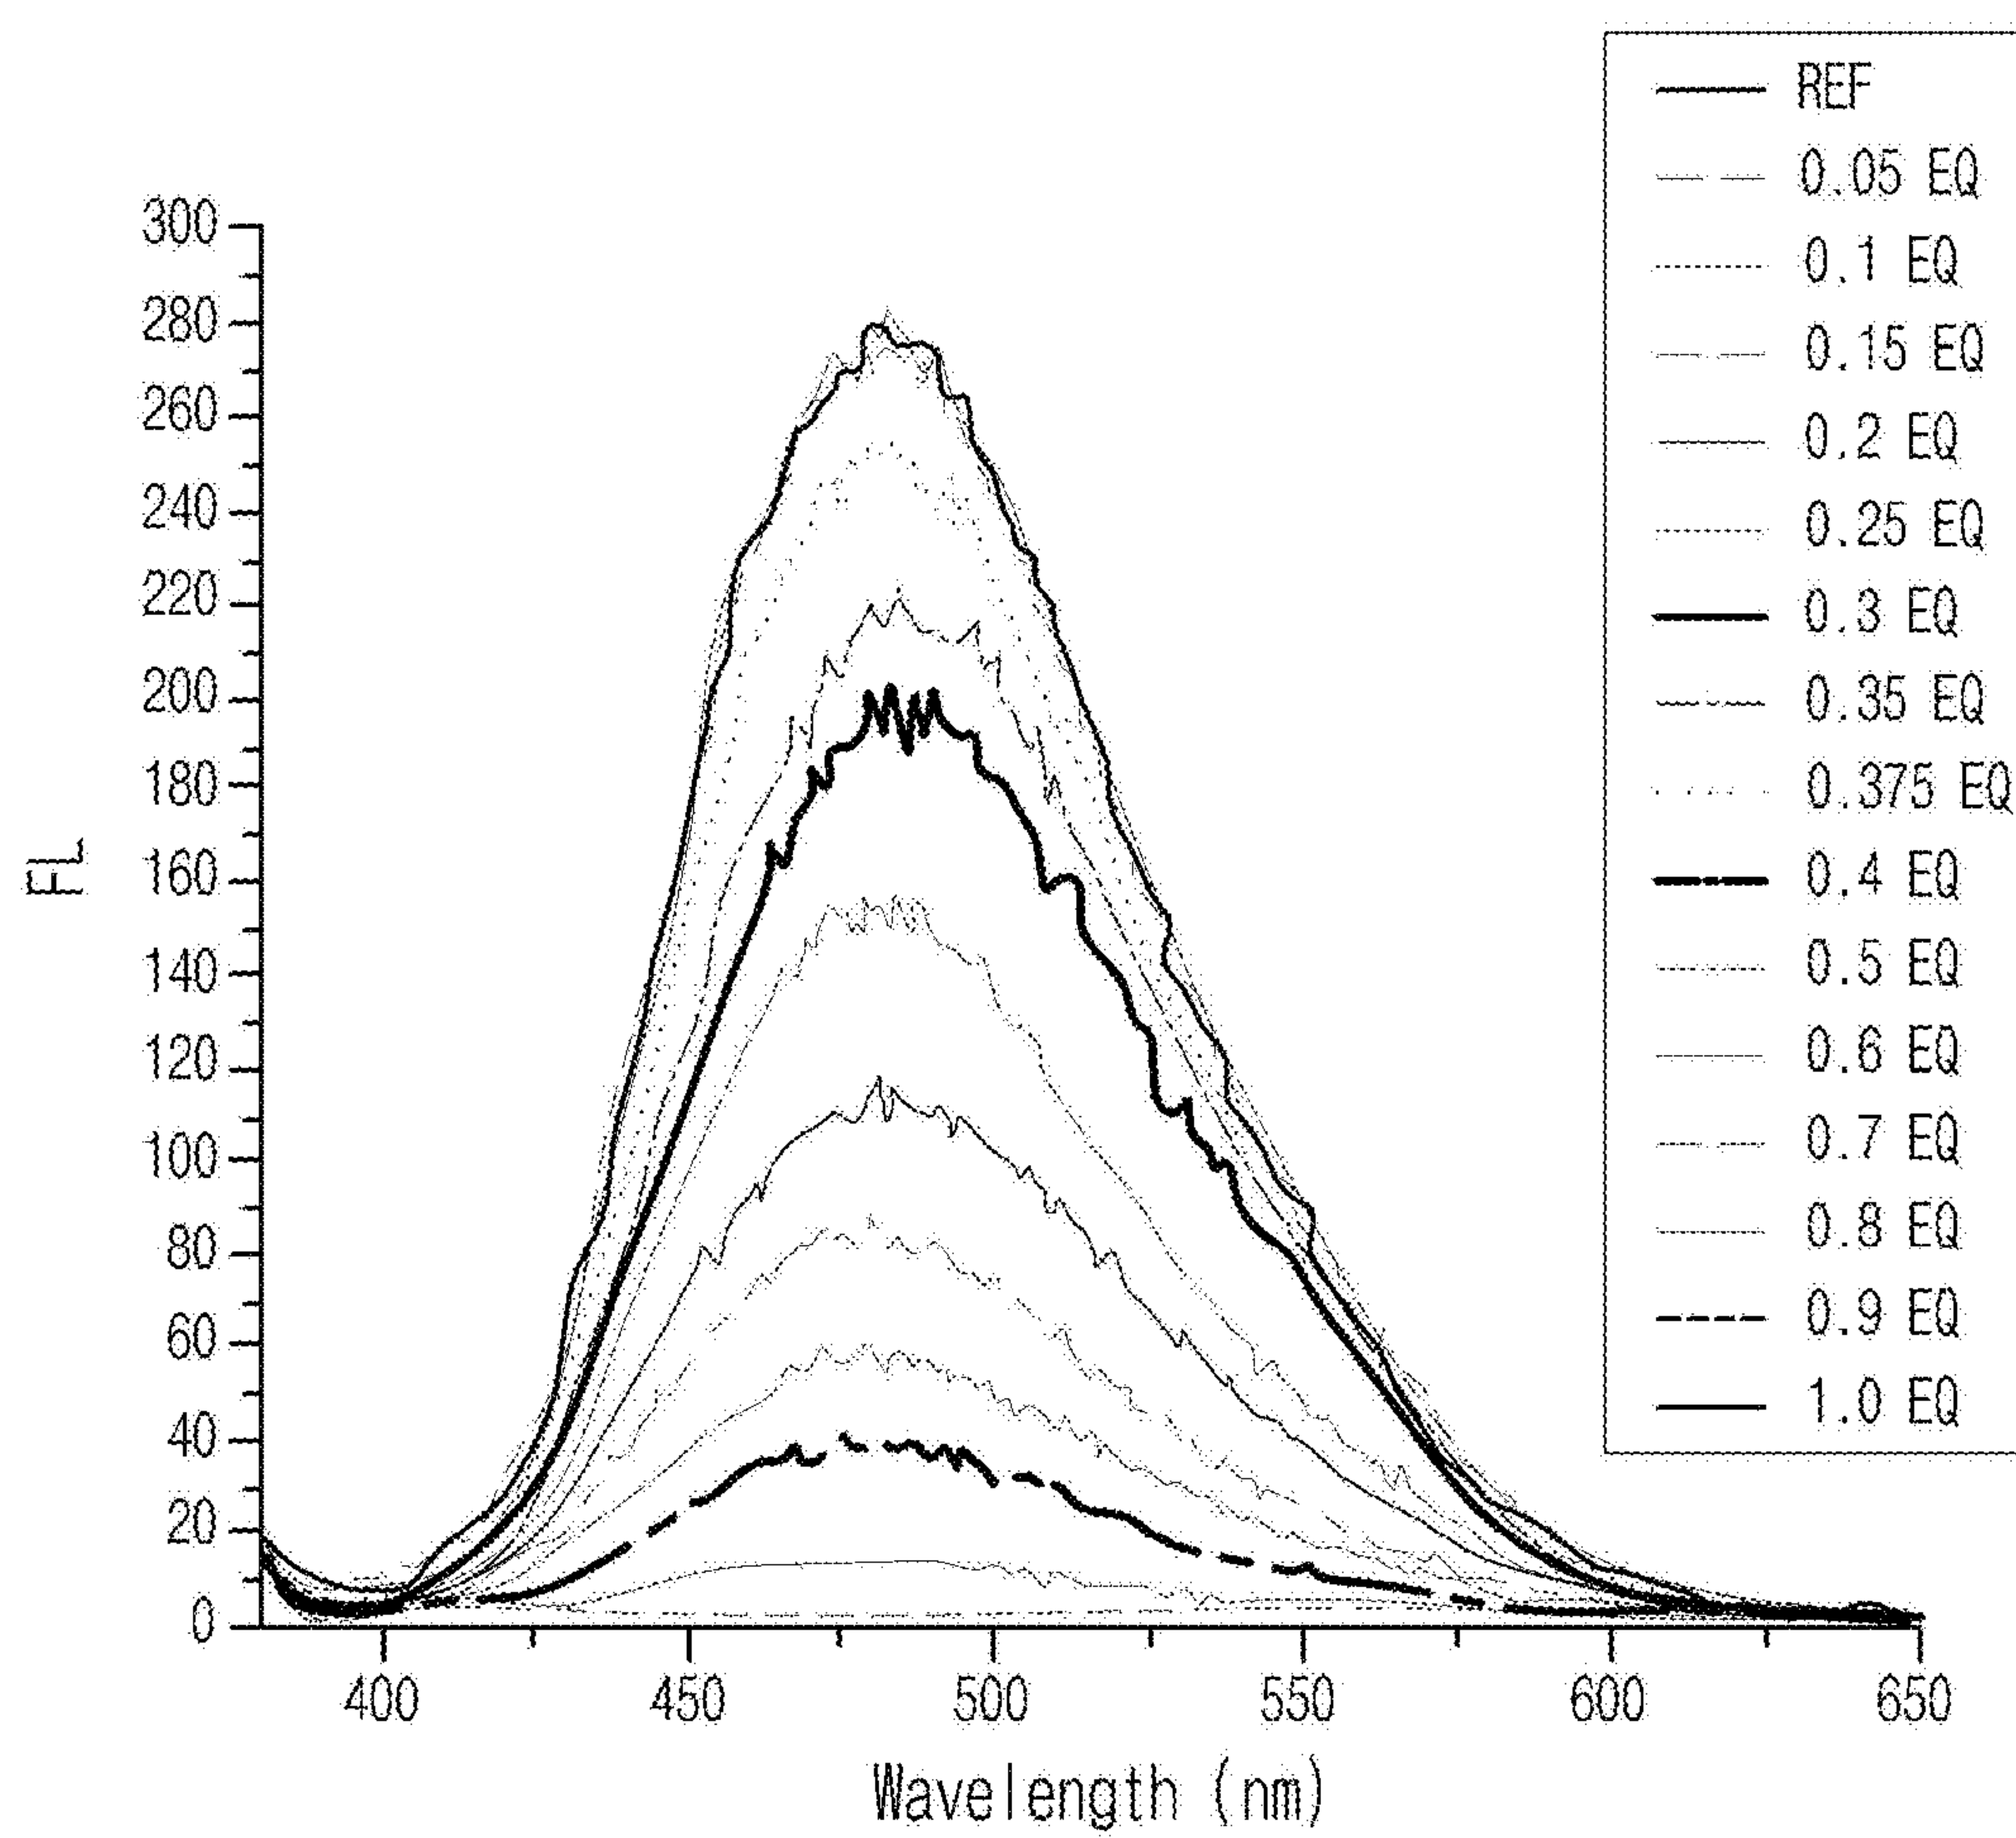 REF
0.05 EQ
0.1 EQ
0.15 EQ
0.2 EQ
0.25 EQ
0.3 EQ
0.35 EQ
0.375 EQ
0.4 EQ
0.5 EQ
0.6 EQ
0.7 EQ
0.8 EQ
0.9 EQ
1.0 EQ
300
280
260
240
220
200
180
160
140
120
100
80
60
40
20
0
FL
400 450 500 550 600 650
Wavelength (nm)